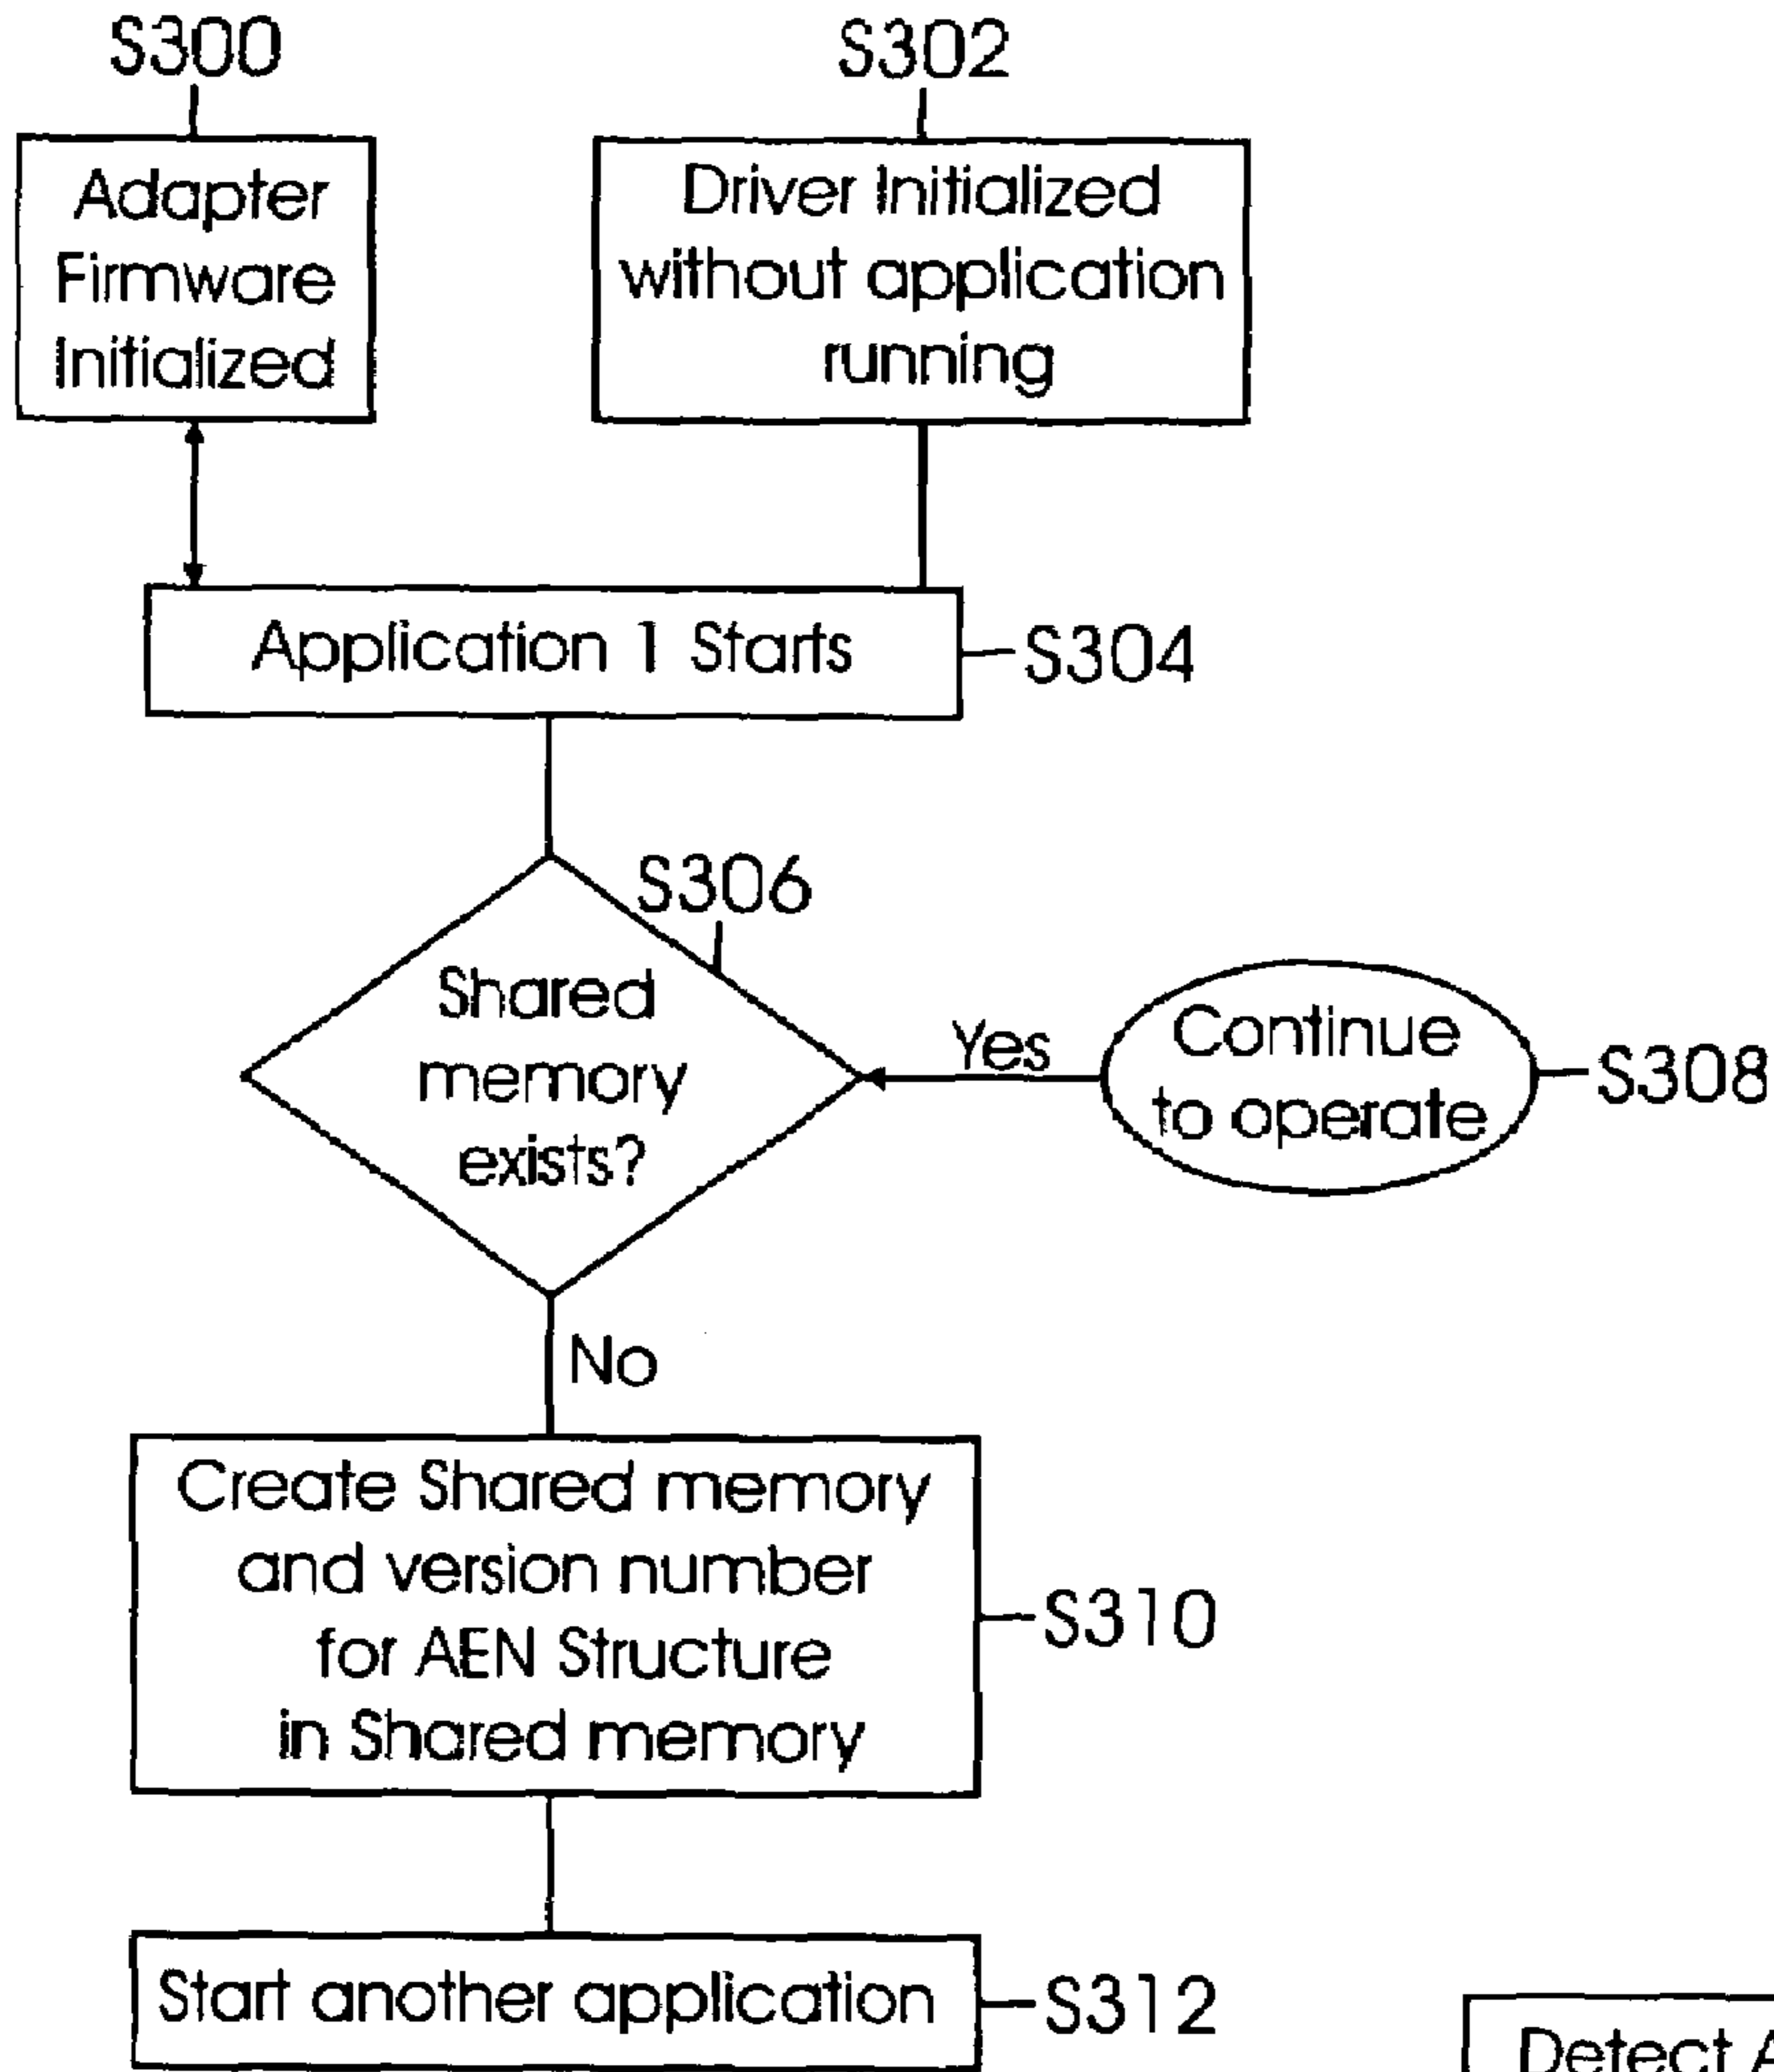 S300
S302
Adapter
Firmware
Initialized
Driver Initialized
without application
running
Application 1 Starts
S304
S306
Shared
memory
exists?
Yes
Continue
to operate
S308
No
Create Shared memory
and version number
for AEN Structure
in Shared memory
S310
Start another application
S312
Detect A